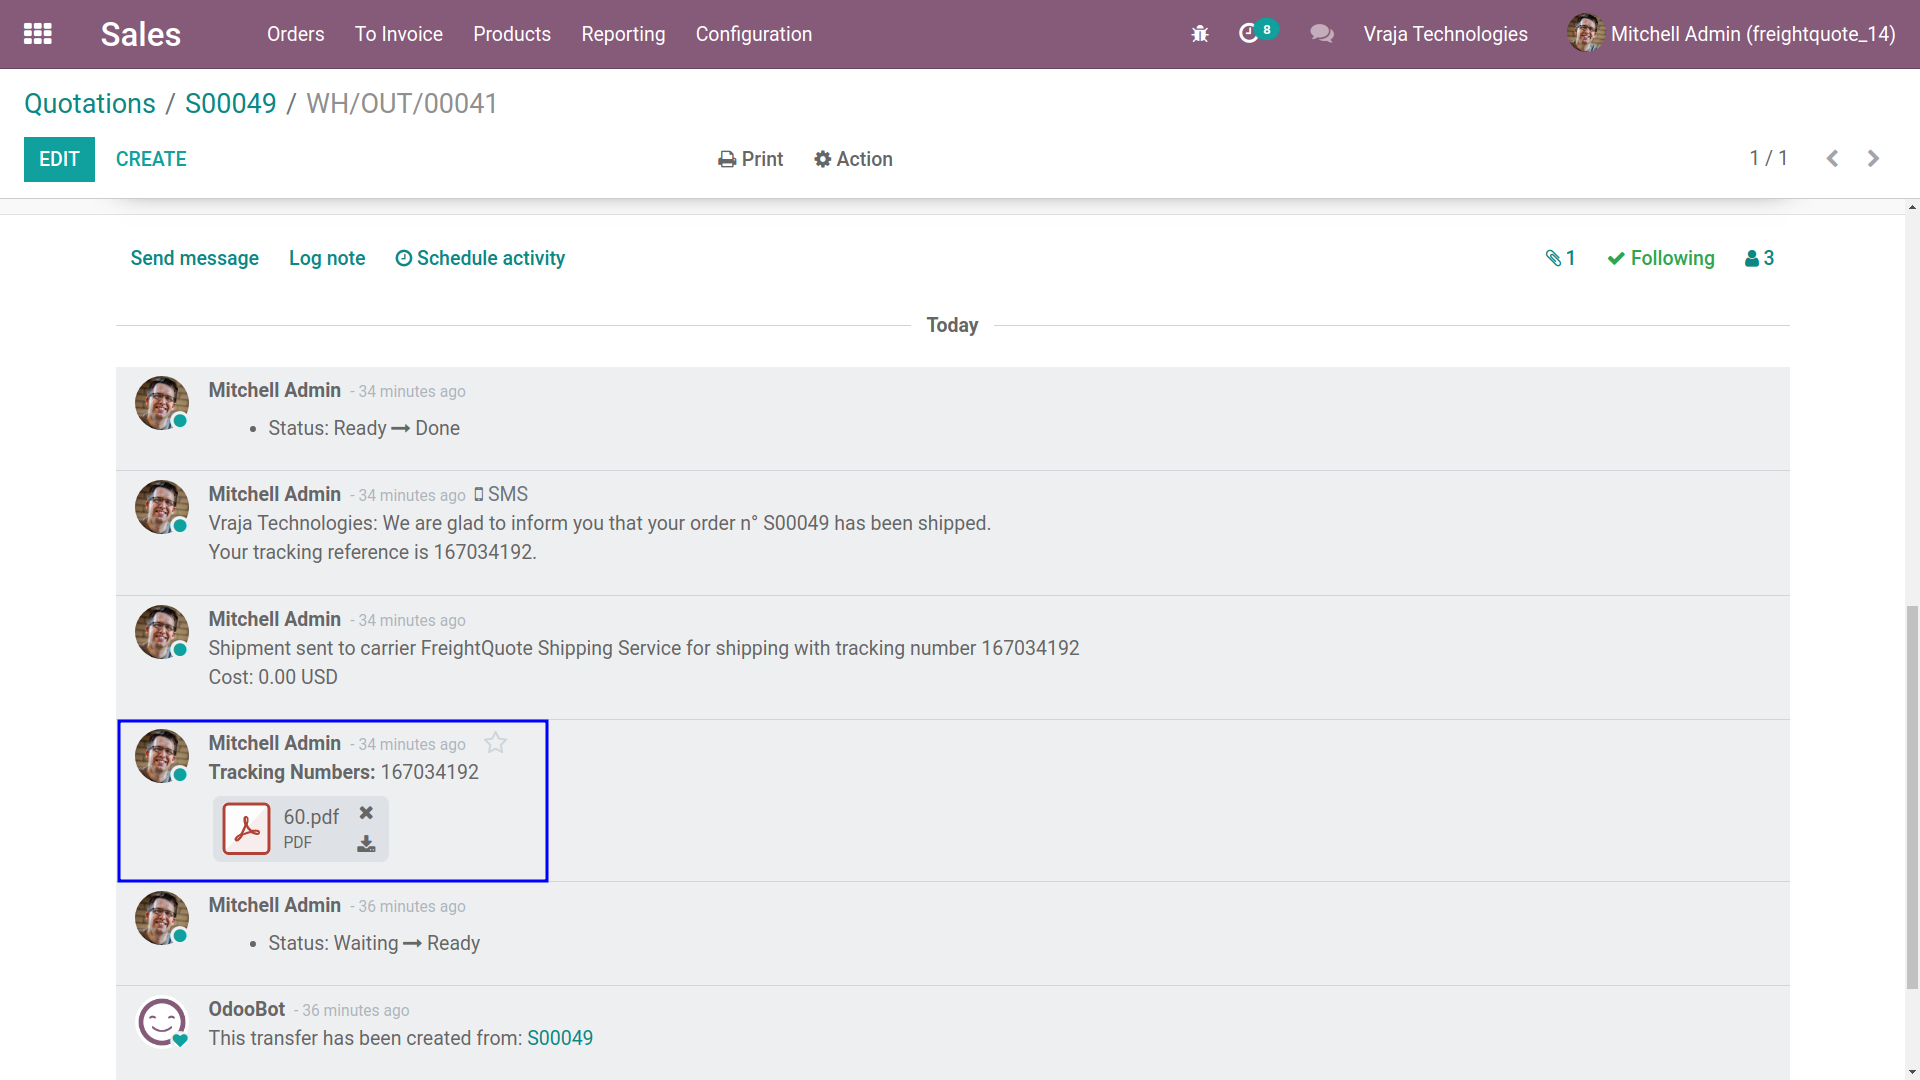 Sales Orders To Invoice Products Reporting Configuration 8 Vraja Technologies Mitchell Admin (freightquote_14)
Quotations / S00049 / WH/OUT/00041
EDIT CREATE Print Action 1 / 1
Send message Log note Schedule activity 1 Following 3
Today
Mitchell Admin - 34 minutes ago
• Status: Ready → Done
Mitchell Admin - 34 minutes ago SMS
Vraja Technologies: We are glad to inform you that your order n° S00049 has been shipped.
Your tracking reference is 167034192.
Mitchell Admin - 34 minutes ago
Shipment sent to carrier FreightQuote Shipping Service for shipping with tracking number 167034192
Cost: 0.00 USD
Mitchell Admin - 34 minutes ago
Tracking Numbers: 167034192
60.pdf
PDF
Mitchell Admin - 36 minutes ago
• Status: Waiting → Ready
OdooBot - 36 minutes ago
This transfer has been created from: S00049